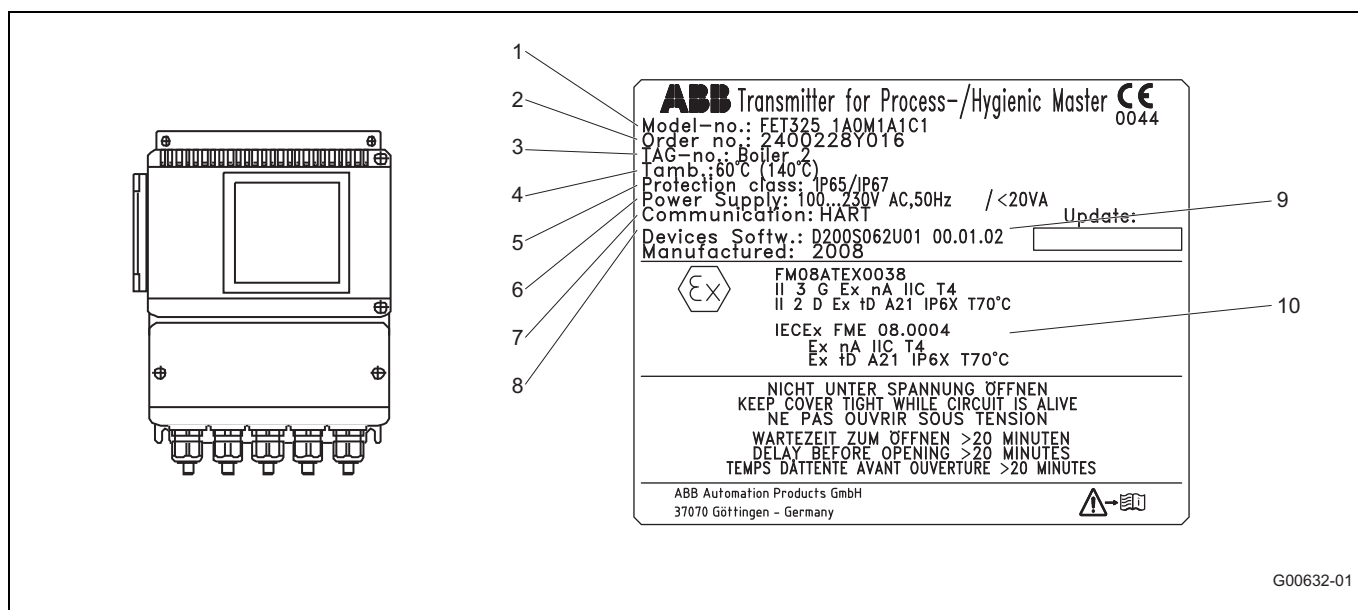 1
2
3
4
5
6
7
8
ABB Transmitter for Process-/Hygienic Master CE
0044
Model-no.: FET325 1A0M1A1C1
Order no.: 2400228Y016
TAG-no.: Boiler 2
Tamb.:60°C (140°C)
Protection class: IP65/IP67
Power Supply: 100...230V AC,50Hz /<20VA
Communication: HART
Update:
Devices Softw.: D200S062U01 00.01.02
Manufactured: 2008
9
Ex
FM08ATEX0038
II 3 G Ex nA IIC T4
II 2 D Ex tD A21 IP6X T70°C
IECEx FME 08.0004
Ex nA IIC T4
Ex tD A21 IP6X T70°C
10
NICHT UNTER SPANNUNG ÖFFNEN
KEEP COVER TIGHT WHILE CIRCUIT IS ALIVE
NE PAS OUVRIR SOUS TENSION
WARTEZEIT ZUM ÖFFNEN >20 MINUTEN
DELAY BEFORE OPENING >20 MINUTES
TEMPS DÀTTENTE AVANT OUVERTURE >20 MINUTES
ABB Automation Products GmbH
37070 Göttingen - Germany
G00632-01